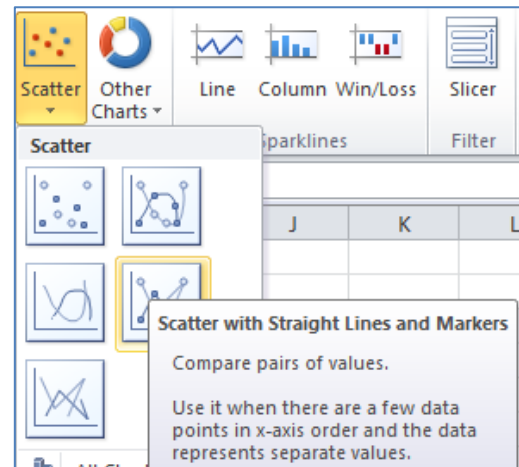 Scatter Other Charts Line Column Win/Loss Slicer
Sparklines Filter
Scatter
J K L
Scatter with Straight Lines and Markers
Compare pairs of values.
Use it when there are a few data
points in x-axis order and the data
represents separate values.
All